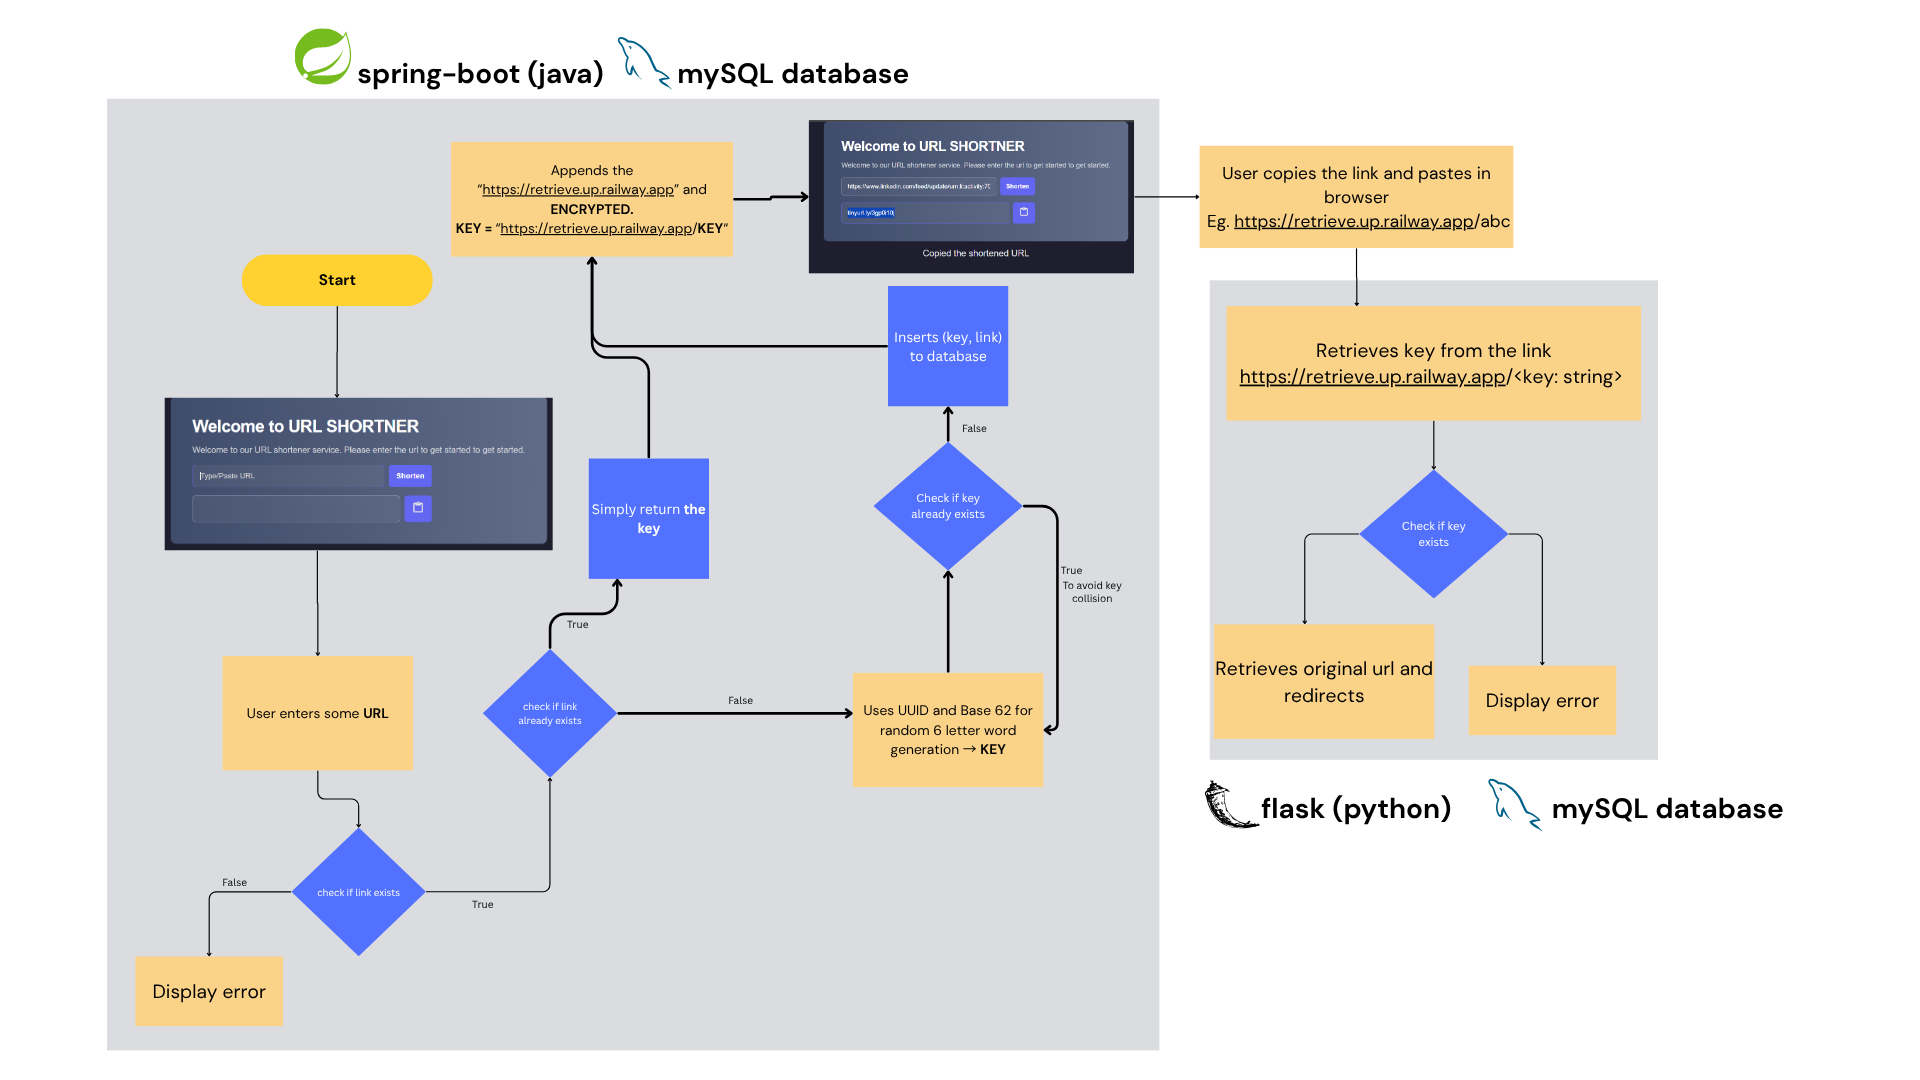 spring-boot (java)
mySQL database
Appends the
“https://retrieve.up.railway.app” and
ENCRYPTED.
KEY = “https://retrieve.up.railway.app/KEY”
Welcome to URL SHORTNER
Welcome to our URL shortener service. Please enter the url to get started to get started.
https://www.linkedin.com/feed/update/urn:li:activity:70
Shorten
Copied the shortened URL
User copies the link and pastes in
browser
Eg. https://retrieve.up.railway.app/abc
Start
Inserts (key, link)
to database
Retrieves key from the link
https://retrieve.up.railway.app/<key: string>
Welcome to URL SHORTNER
Welcome to our URL shortener service. Please enter the url to get started to get started.
Type/Paste URL
Shorten
False
Simply return the
key
Check if key
already exists
Check if key
exists
True
To avoid key
collision
True
Retrieves original url and
redirects
Display error
User enters some URL
check if link
already exists
False
Uses UUID and Base 62 for
random 6 letter word
generation → KEY
flask (python)
mySQL database
False
check if link exists
True
Display error